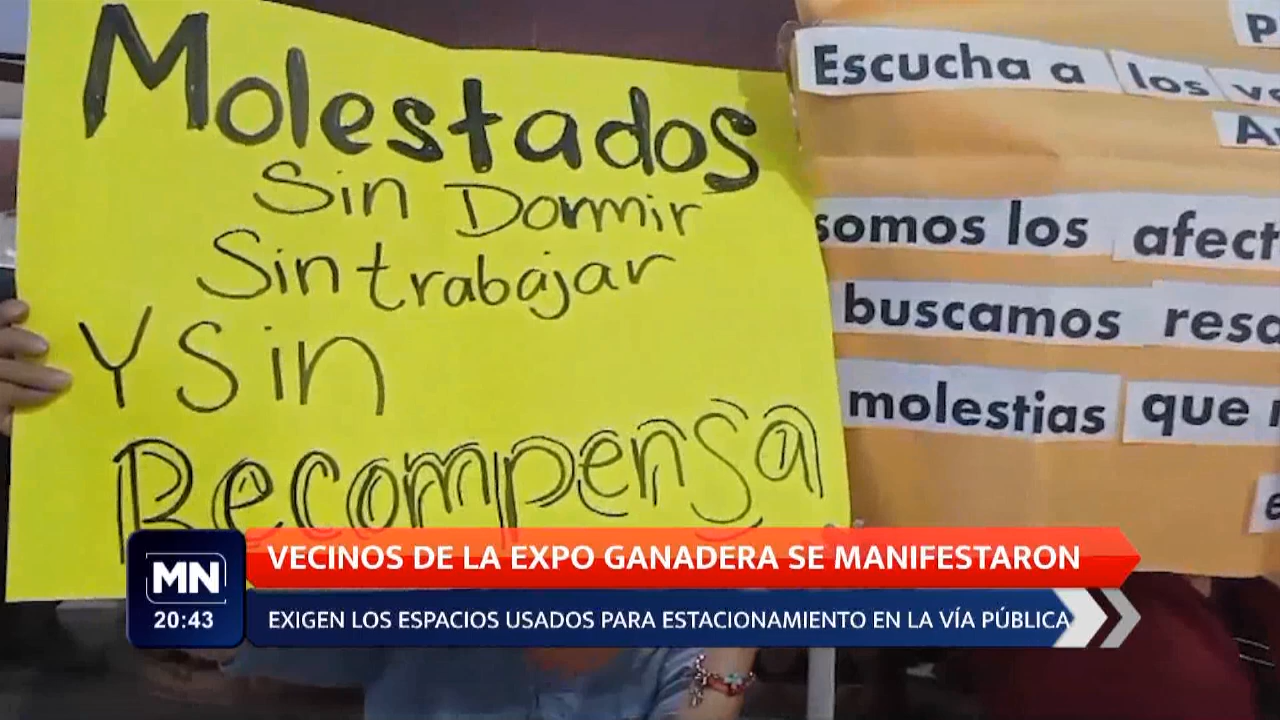 Molestados
Sin Dormir
Sin trabajar
Y Sin
Recompensa
Escucha a los
somos los
buscamos
molestias que
MN
20:43
VECINOS DE LA EXPO GANADERA SE MANIFESTARON
EXIGEN LOS ESPACIOS USADOS PARA ESTACIONAMIENTO EN LA VÍA PÚBLICA